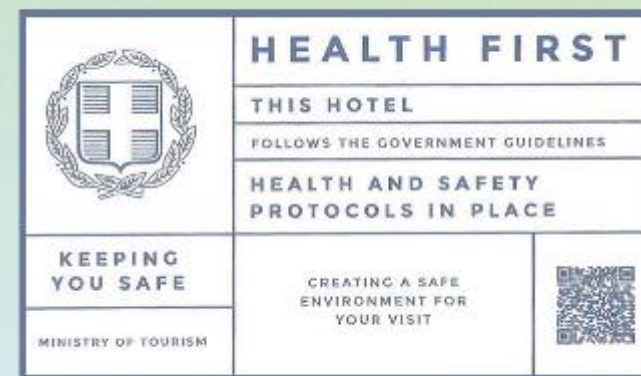 HEALTH FIRST
THIS HOTEL
FOLLOWS THE GOVERNMENT GUIDELINES
HEALTH AND SAFETY
PROTOCOLS IN PLACE
KEEPING
YOU SAFE
MINISTRY OF TOURISM
CREATING A SAFE
ENVIRONMENT FOR
YOUR VISIT